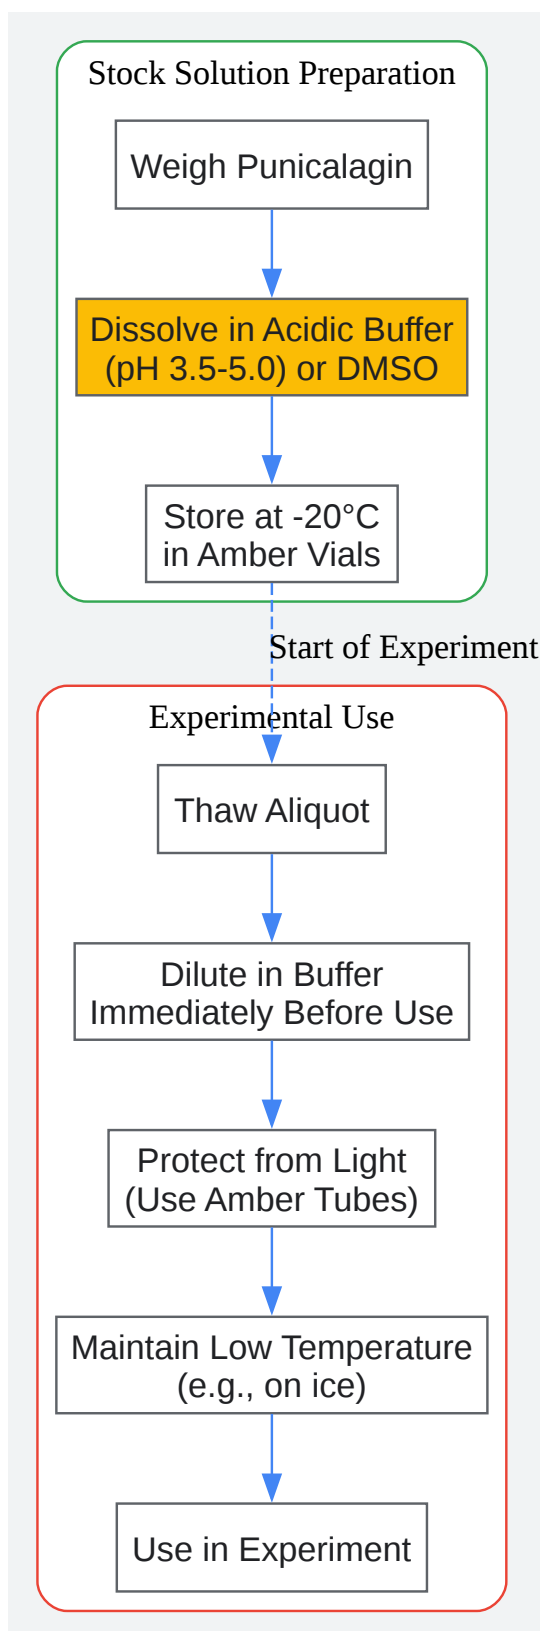 Stock Solution Preparation
Weigh Punicalagin
Dissolve in Acidic Buffer
(pH 3.5-5.0) or DMSO
Store at -20°C
in Amber Vials
Start of Experiment
Experimental Use
Thaw Aliquot
Dilute in Buffer
Immediately Before Use
Protect from Light
(Use Amber Tubes)
Maintain Low Temperature
(e.g., on ice)
Use in Experiment